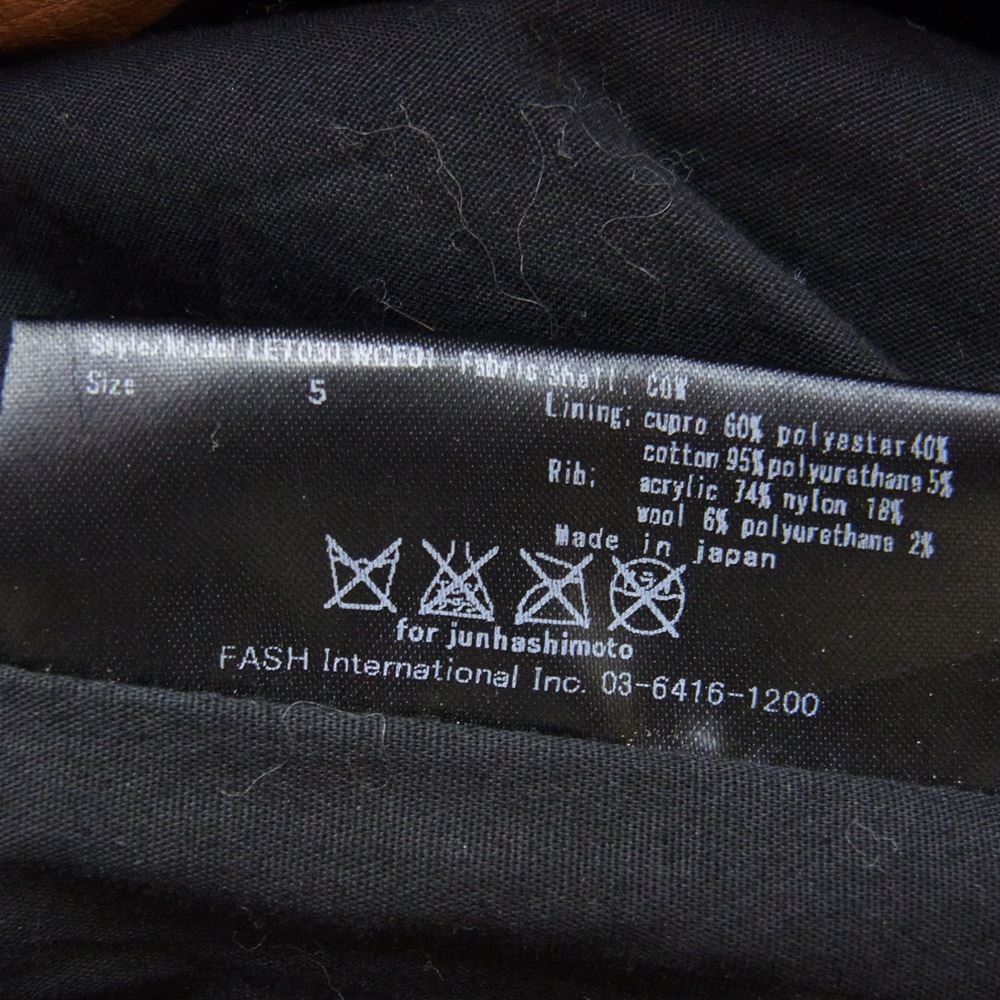 Style/Model LE7030 WCF01 Fabric Shell: COW
Size 5 Lining: cupro 60% polyester 40%
cotton 95% polyurethane 5%
Rib: acrylic 74% nylon 18%
wool 6% polyurethane 2%
Made in japan
for junhashimoto
FASH International Inc. 03-6416-1200